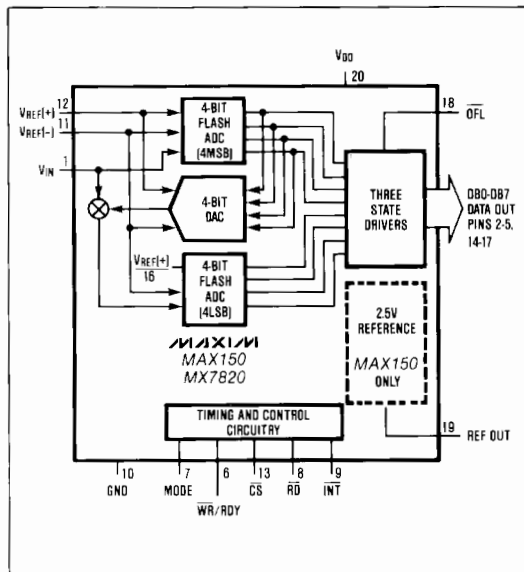 VDD
20
12
VREF(+)
11
VREF(-)
VIN
1
4-BIT
FLASH
ADC
(4MSB)
18
OFL
4-BIT
DAC
THREE
STATE
DRIVERS
DB0-DB7
DATA OUT
PINS 2-5,
14-17
VREF(+)
16
4-BIT
FLASH
ADC
(4LSB)
MAXIM
MAX150
MX7820
2.5V
REFERENCE
MAX150
ONLY
19
REF OUT
TIMING AND CONTROL
CIRCUITRY
10
7
6
13
8
9
GND
MODE
WR/RDY
CS
RD
INT